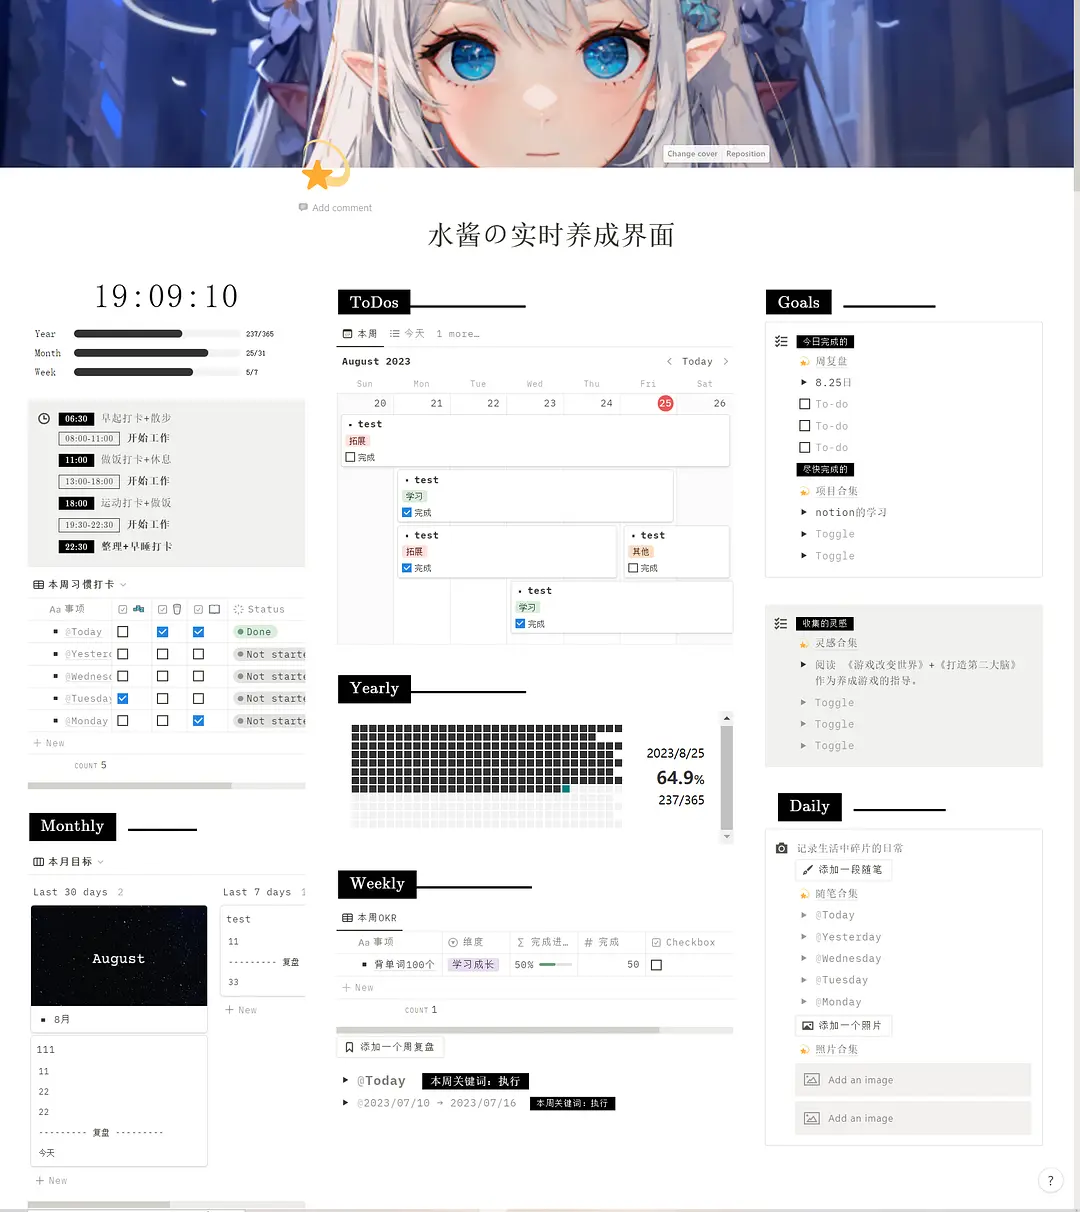 Change cover Reposition
Add comment
水酱の实时养成界面
19:09:10
Year 237/365
Month 25/31
Week 5/7
06:30 早起打卡+散步
08:00-11:00 开始工作
11:00 做饭打卡+休息
13:00-18:00 开始工作
18:00 运动打卡+做饭
19:30-22:30 开始工作
22:30 整理+早睡打卡
本周习惯打卡
Aa 事项 Status
@Today Done
@Yester Not starte
@Wednes Not starte
@Tuesday Not starte
@Monday Not starte
+ New
COUNT 5
Monthly
本月目标
Last 30 days 2 Last 7 days 1
August
8月
111
11
22
22
--------- 复盘 ---------
今天
+ New
test
11
--------- 复盘
33
+ New
ToDos
本周 今天 1 more…
August 2023 < Today >
Sun Mon Tue Wed Thu Fri Sat
20 21 22 23 24 25 26
• test
拓展
完成
• test
学习
完成
• test
拓展
完成
• test
其他
完成
• test
学习
完成
Yearly
2023/8/25
64.9%
237/365
Weekly
本周OKR
Aa 事项 维度 Σ 完成进… # 完成 Checkbox
背单词100个 学习成长 50% 50
+ New
COUNT 1
添加一个周复盘
@Today 本周关键词: 执行
@2023/07/10 → 2023/07/16 本周关键词: 执行
Goals
今日完成的
周复盘
8.25日
To-do
To-do
To-do
尽快完成的
项目合集
notion的学习
Toggle
Toggle
收集的灵感
灵感合集
阅读 《游戏改变世界》+《打造第二大脑》
作为养成游戏的指导。
Toggle
Toggle
Toggle
Daily
记录生活中碎片的日常
添加一段随笔
随笔合集
@Today
@Yesterday
@Wednesday
@Tuesday
@Monday
添加一个照片
照片合集
Add an image
Add an image
?